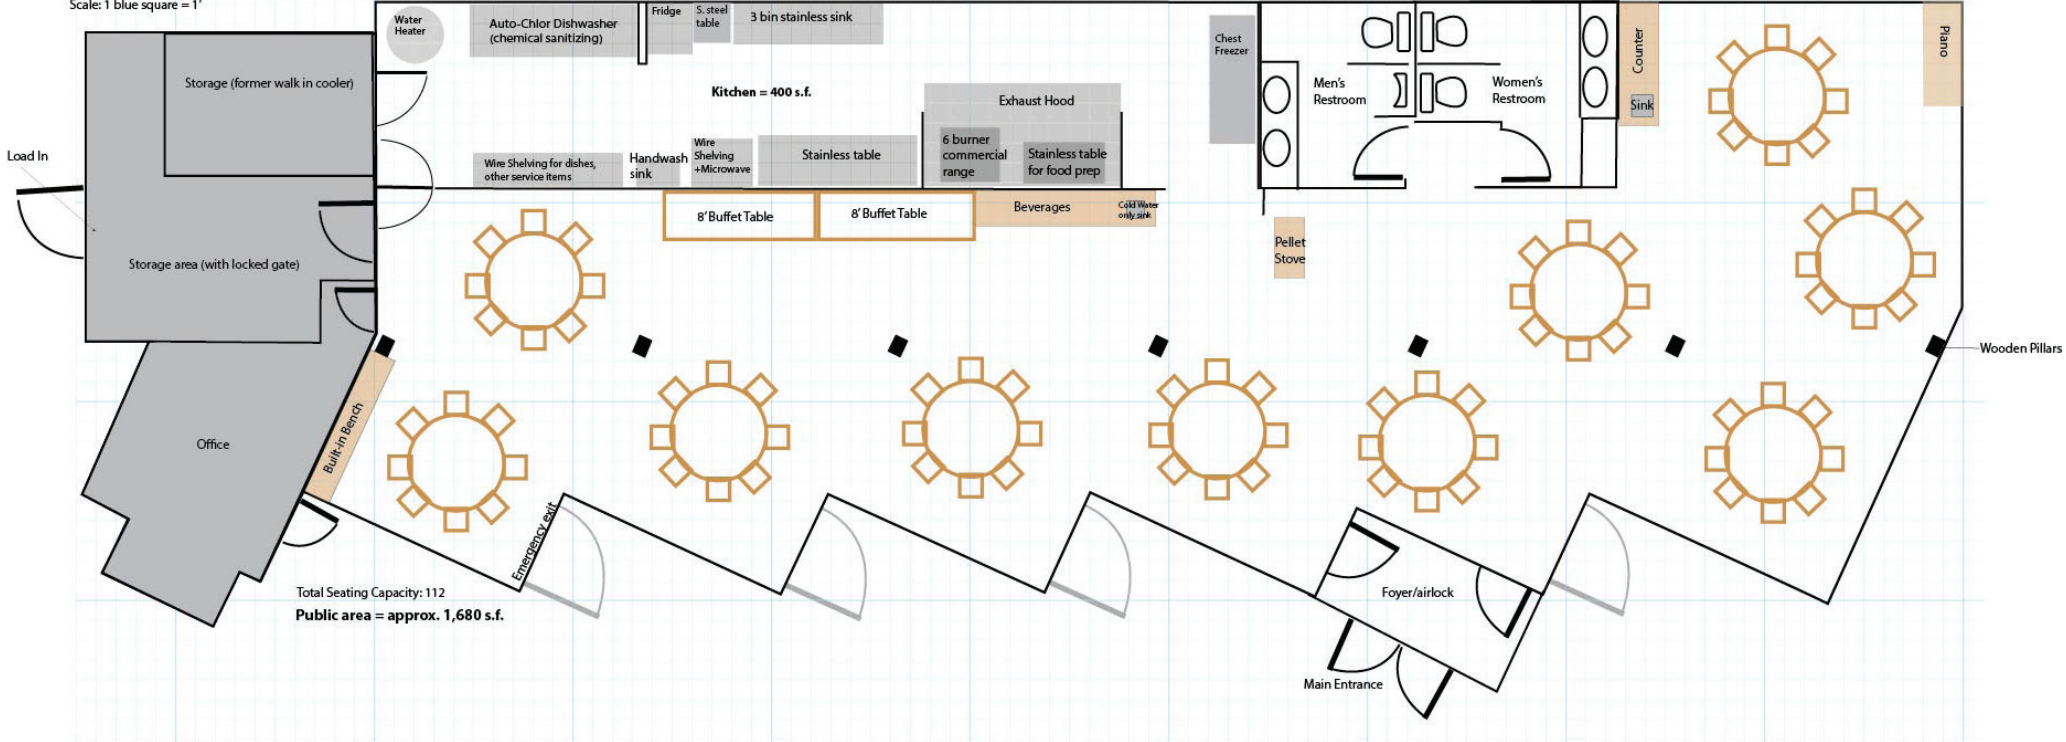 Scale: 1 blue square = 1'
Water
Heater
Auto-Chlor Dishwasher
(chemical sanitizing)
Fridge
S. steel
table
3 bin stainless sink
Chest
Freezer
Men's
Restroom
Women's
Restroom
Counter
Sink
Piano
Storage (former walk in cooler)
Kitchen = 400 s.f.
Exhaust Hood
6 burner
commercial
range
Stainless table
for food prep
Load In
Wire Shelving for dishes,
other service items
Handwash
sink
Wire
Shelving
+Microwave
Stainless table
8' Buffet Table
8' Buffet Table
Beverages
Cold Water
only sink
Pellet
Stove
Storage area (with locked gate)
Wooden Pillars
Office
Built-in Bench
Emergency exit
Total Seating Capacity: 112
Public area = approx. 1,680 s.f.
Foyer/airlock
Main Entrance